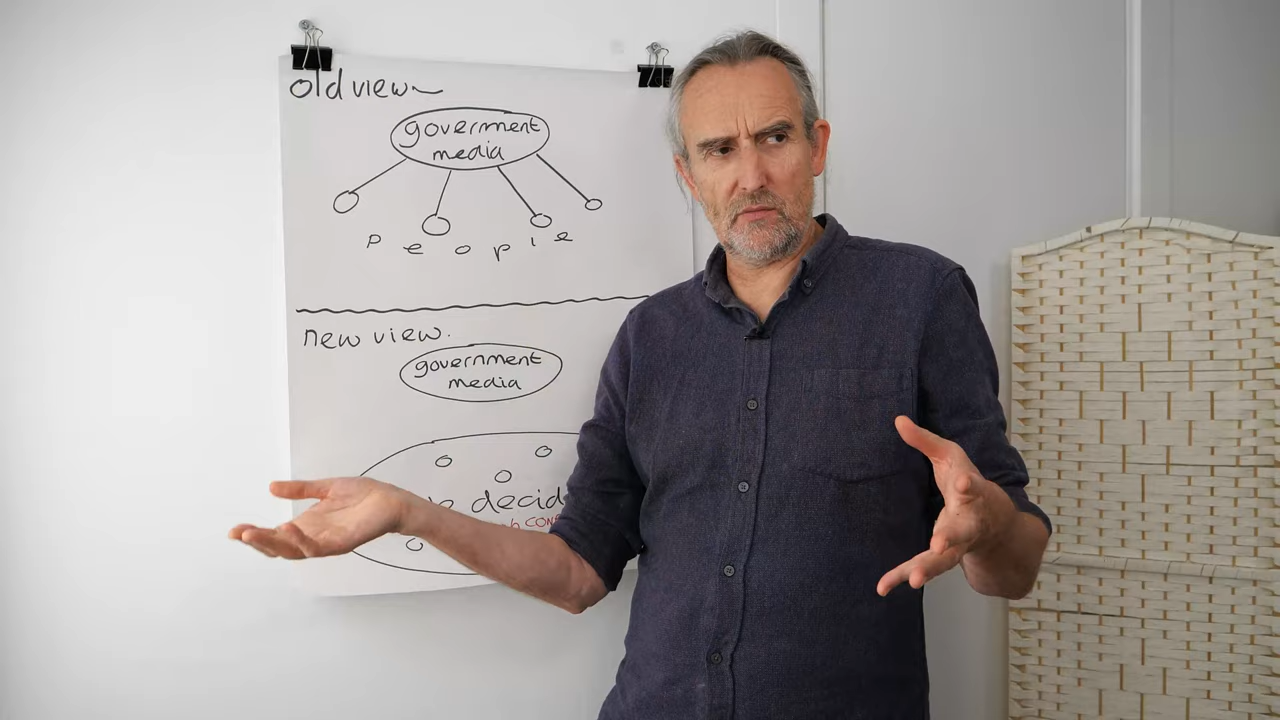 old view
government
media
people
new view.
government
media